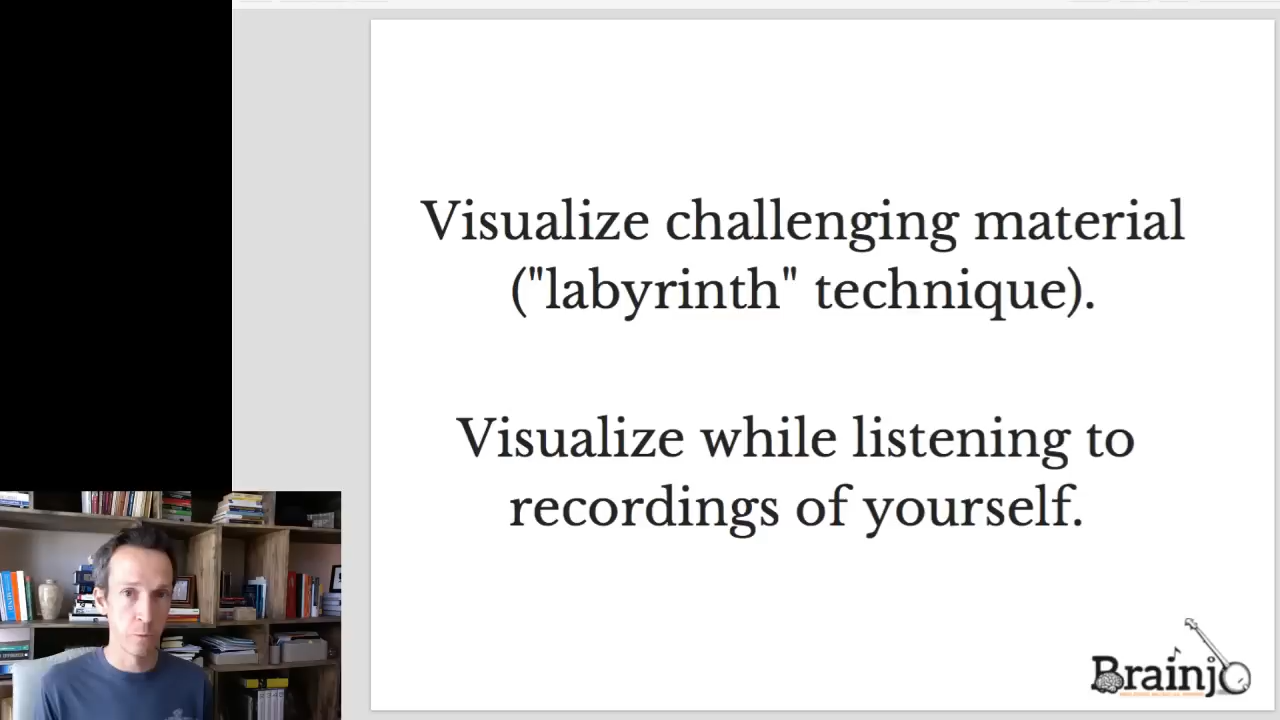 Visualize challenging material
("labyrinth" technique).
Visualize while listening to
recordings of yourself.
Brainjo